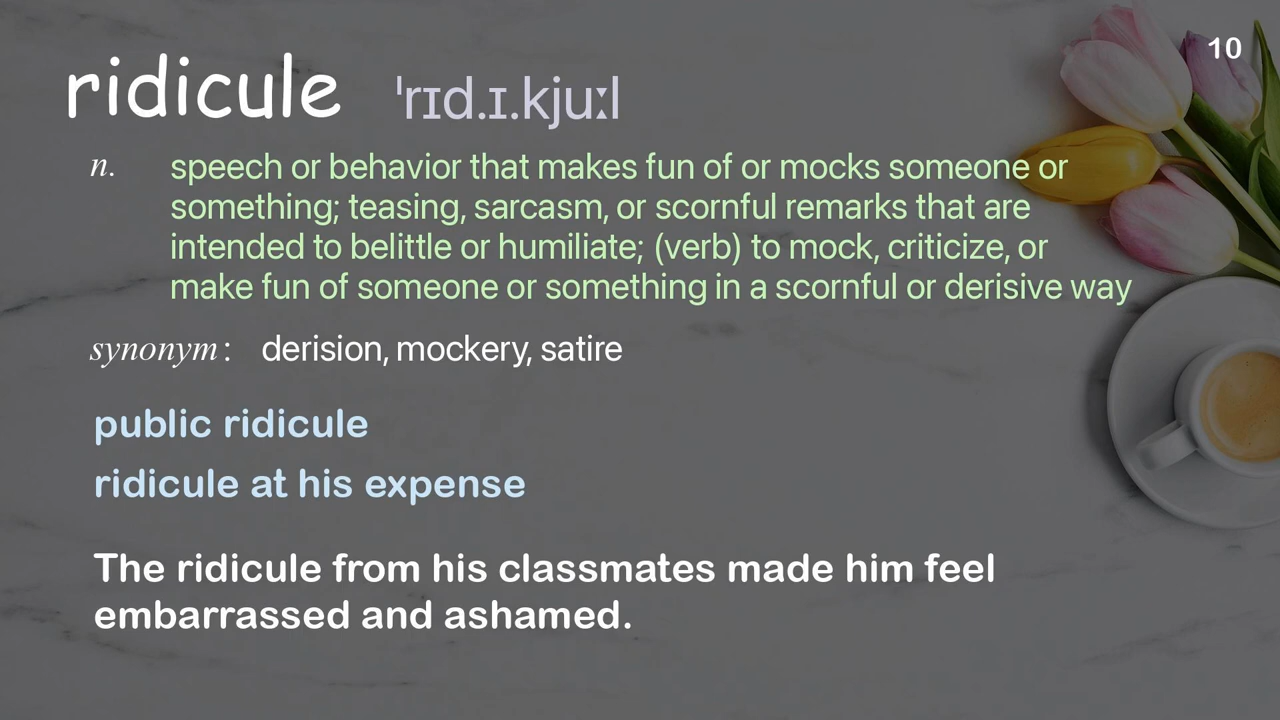 10
ridicule ˈrɪd.ɪ.kjuːl
n. speech or behavior that makes fun of or mocks someone or
something; teasing, sarcasm, or scornful remarks that are
intended to belittle or humiliate; (verb) to mock, criticize, or
make fun of someone or something in a scornful or derisive way
synonym: derision, mockery, satire
public ridicule
ridicule at his expense
The ridicule from his classmates made him feel
embarrassed and ashamed.